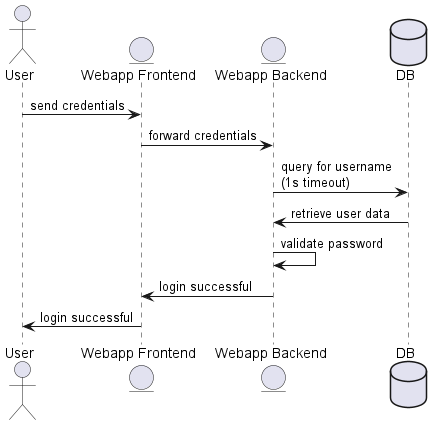 User
Webapp Frontend
Webapp Backend
DB
send credentials
forward credentials
query for username
(1s timeout)
retrieve user data
validate password
login successful
login successful
User
Webapp Frontend
Webapp Backend
DB